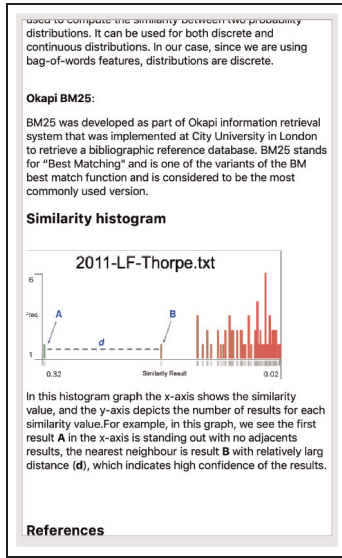 used to compute the similarity between two probability
distributions. It can be used for both discrete and
continuous distributions. In our case, since we are using
bag-of-words features, distributions are discrete.
Okapi BM25:
BM25 was developed as part of Okapi information retrieval
system that was implemented at City University in London
to retrieve a bibliographic reference database. BM25 stands
for “Best Matching" and is one of the variants of the BM
best match function and is considered to be the most
commonly used version.
Similarity histogram
2011-LF-Thorpe.txt
6
Freq.
A
B
d
1
0.32
Similarity Result
0.02
In this histogram graph the x-axis shows the similarity
value, and the y-axis depicts the number of results for each
similarity value.For example, in this graph, we see the first
result A in the x-axis is standing out with no adjacents
results, the nearest neighbour is result B with relatively larg
distance (d), which indicates high confidence of the results.
References